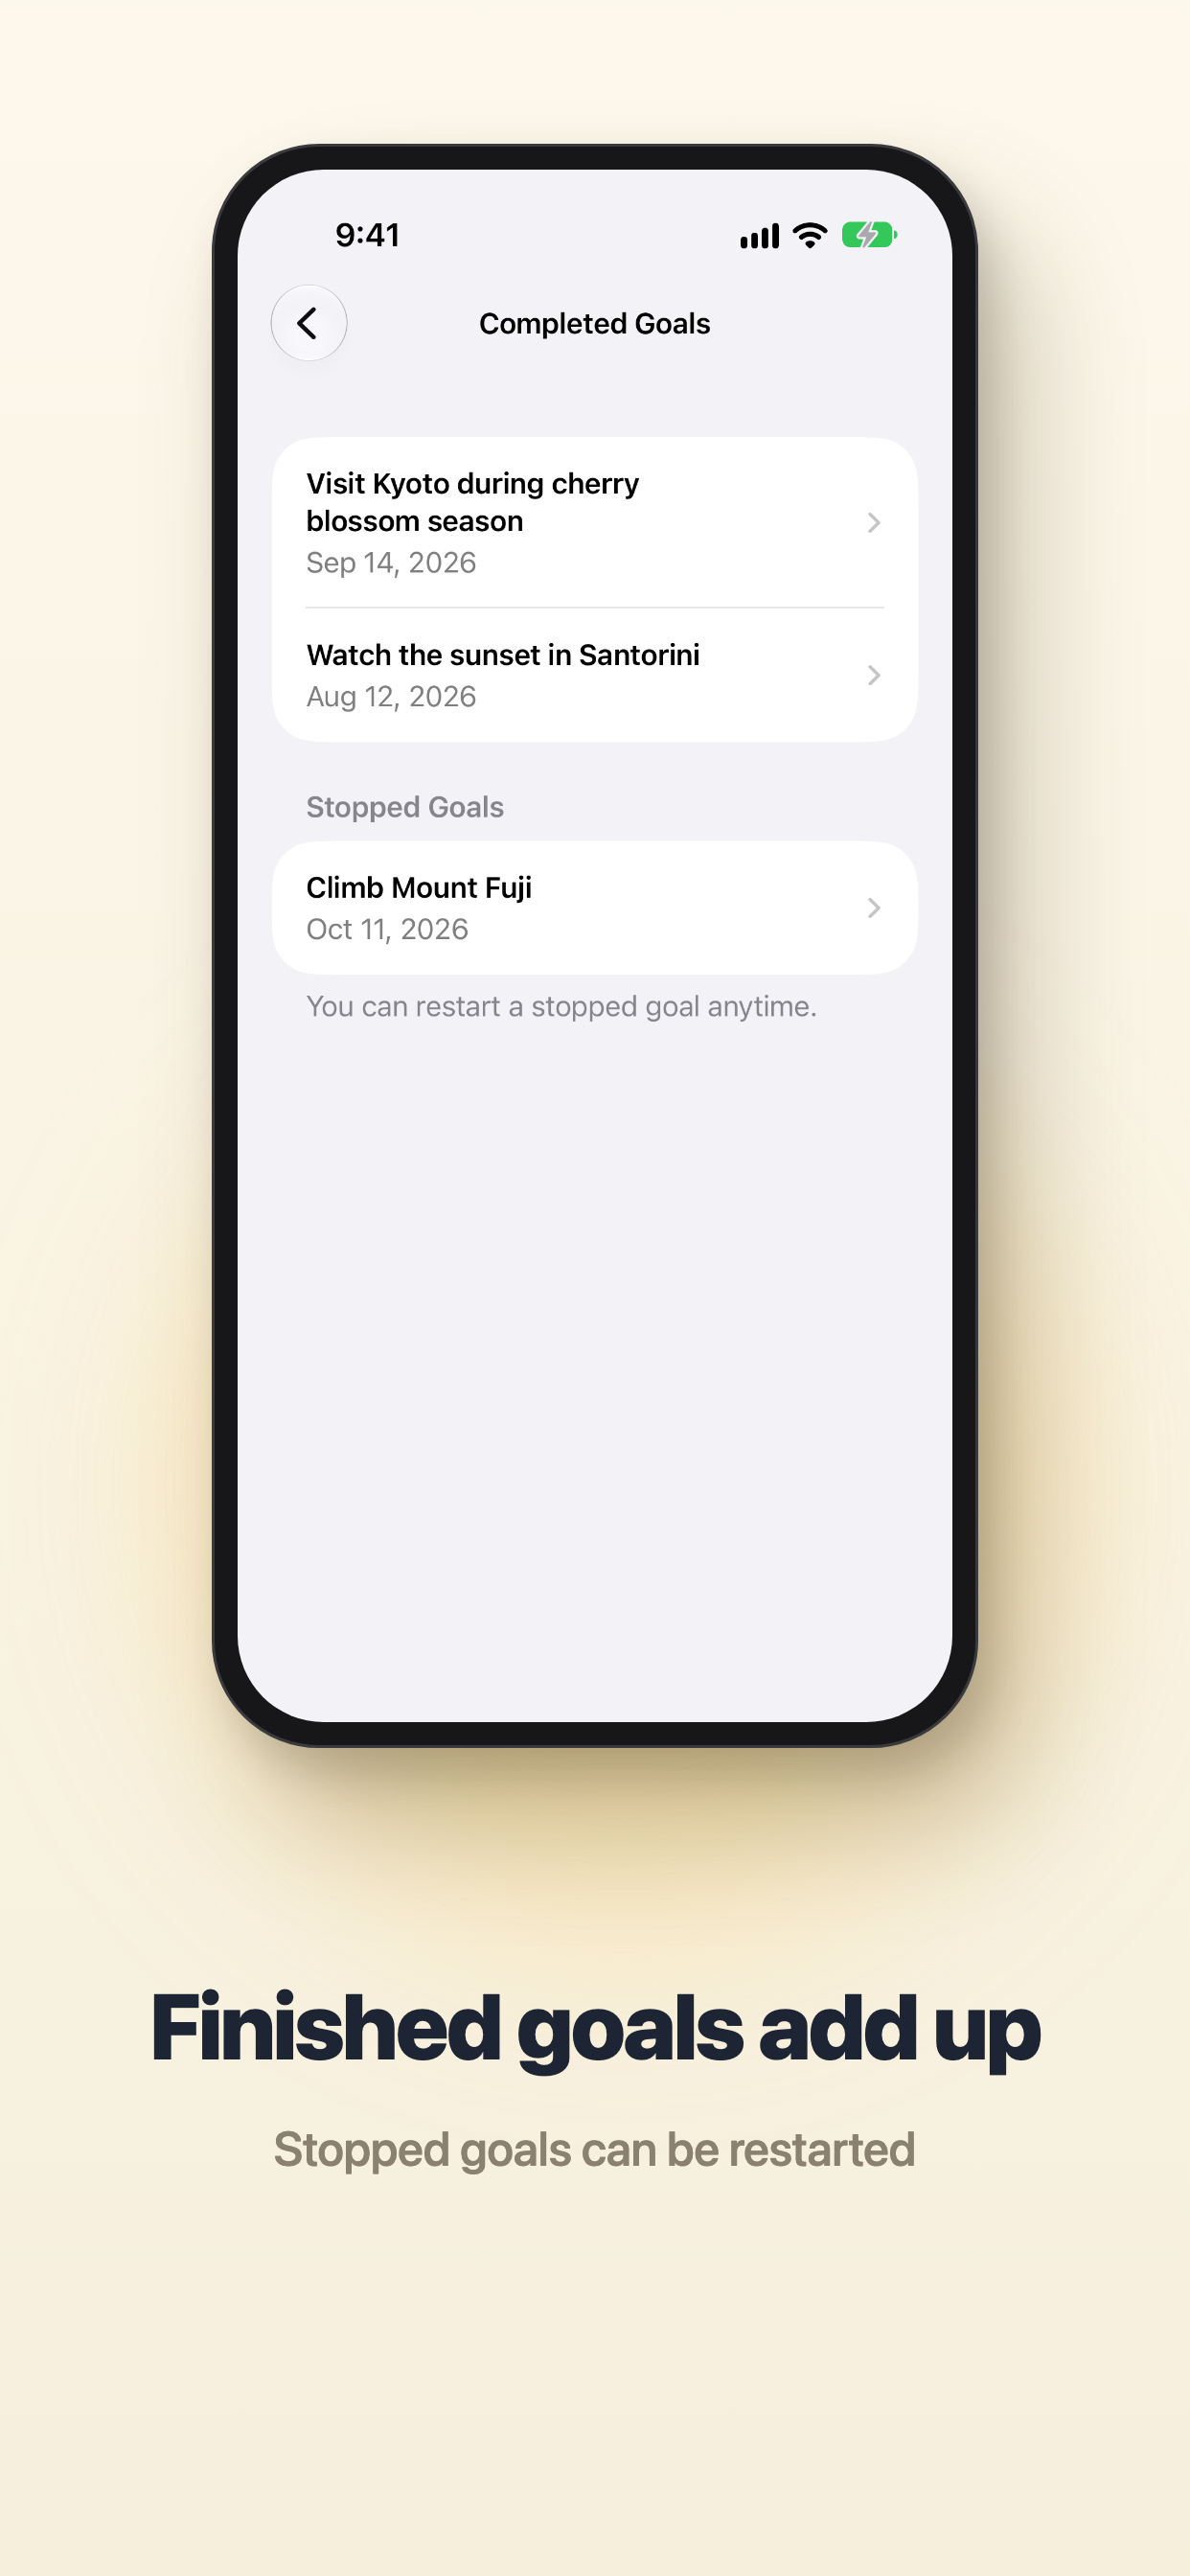 9:41
Completed Goals
Visit Kyoto during cherry
blossom season
Sep 14, 2026
Watch the sunset in Santorini
Aug 12, 2026
Stopped Goals
Climb Mount Fuji
Oct 11, 2026
You can restart a stopped goal anytime.
Finished goals add up
Stopped goals can be restarted